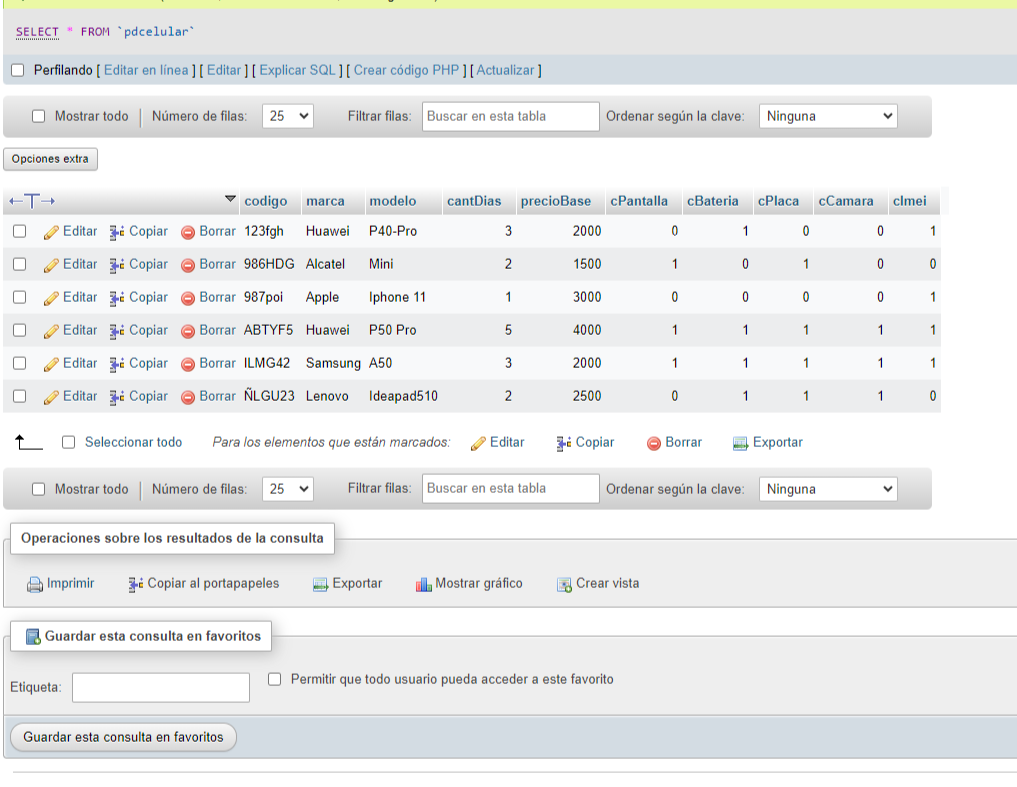 SELECT * FROM `pdcelular`
Perfilando [ Editar en línea ] [ Editar ] [ Explicar SQL ] [ Crear código PHP ] [ Actualizar ]
Mostrar todo Número de filas: 25 Filtrar filas: Buscar en esta tabla Ordenar según la clave: Ninguna
Opciones extra
codigo marca modelo cantDias precioBase cPantalla cBateria cPlaca cCamara cImei
Editar Copiar Borrar 123fgh Huawei P40-Pro 3 2000 0 1 0 0 1
Editar Copiar Borrar 986HDG Alcatel Mini 2 1500 1 0 1 0 0
Editar Copiar Borrar 987poi Apple Iphone 11 1 3000 0 0 0 0 1
Editar Copiar Borrar ABTYF5 Huawei P50 Pro 5 4000 1 1 1 1 1
Editar Copiar Borrar ILMG42 Samsung A50 3 2000 1 1 1 1 1
Editar Copiar Borrar ÑLGU23 Lenovo Ideapad510 2 2500 0 1 1 1 0
Seleccionar todo Para los elementos que están marcados: Editar Copiar Borrar Exportar
Mostrar todo Número de filas: 25 Filtrar filas: Buscar en esta tabla Ordenar según la clave: Ninguna
Operaciones sobre los resultados de la consulta
Imprimir Copiar al portapapeles Exportar Mostrar gráfico Crear vista
Guardar esta consulta en favoritos
Etiqueta: Permitir que todo usuario pueda acceder a este favorito
Guardar esta consulta en favoritos